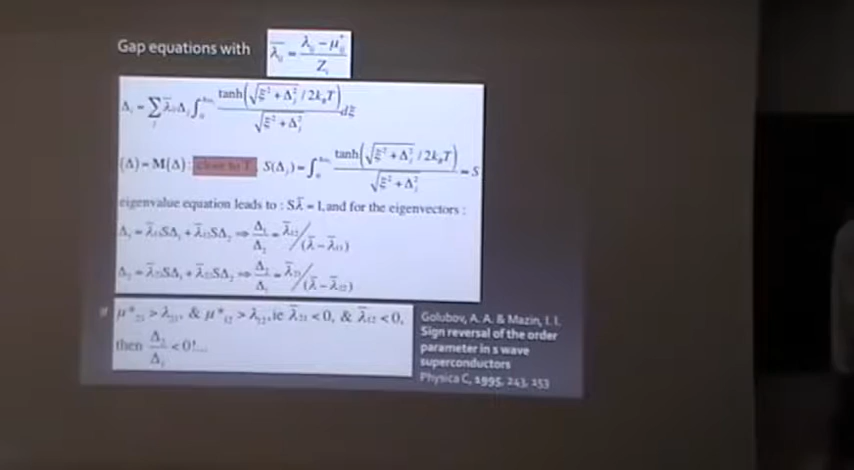 Gap equations with
λ̄ᵢⱼ = (λᵢⱼ − μ*ᵢⱼ) / Zᵢ
Δᵢ = ∑ⱼ λ̄ᵢⱼΔⱼ ∫₀ tanh(√(ξ² + Δⱼ²) / 2k_BT) / √(ξ² + Δⱼ²) dξ
(Δ) = M(Δ) : close to T, S(Δⱼ) = ∫₀ tanh(√(ξ² + Δⱼ²) / 2k_BT) / √(ξ² + Δⱼ²) = S
eigenvalue equation leads to : Sλ̄ = 1, and for the eigenvectors :
Δ₁ = λ̄₁₁SΔ₁ + λ̄₁₂SΔ₂ ⇒ Δ₁/Δ₂ = λ̄₁₂/(λ̄ − λ̄₁₁)
Δ₂ = λ̄₂₁SΔ₁ + λ̄₂₂SΔ₂ ⇒ Δ₂/Δ₁ = λ̄₂₁/(λ̄ − λ̄₂₂)
If μ*₂₁ > λ₂₁, & μ*₁₂ > λ₁₂, ie λ̄₂₁ < 0, & λ̄₁₂ < 0,
then Δ₂/Δ₁ < 0!...
Golubov, A. A. & Mazin, I. I.
Sign reversal of the order
parameter in s wave
superconductors
Physica C, 1995, 243, 153